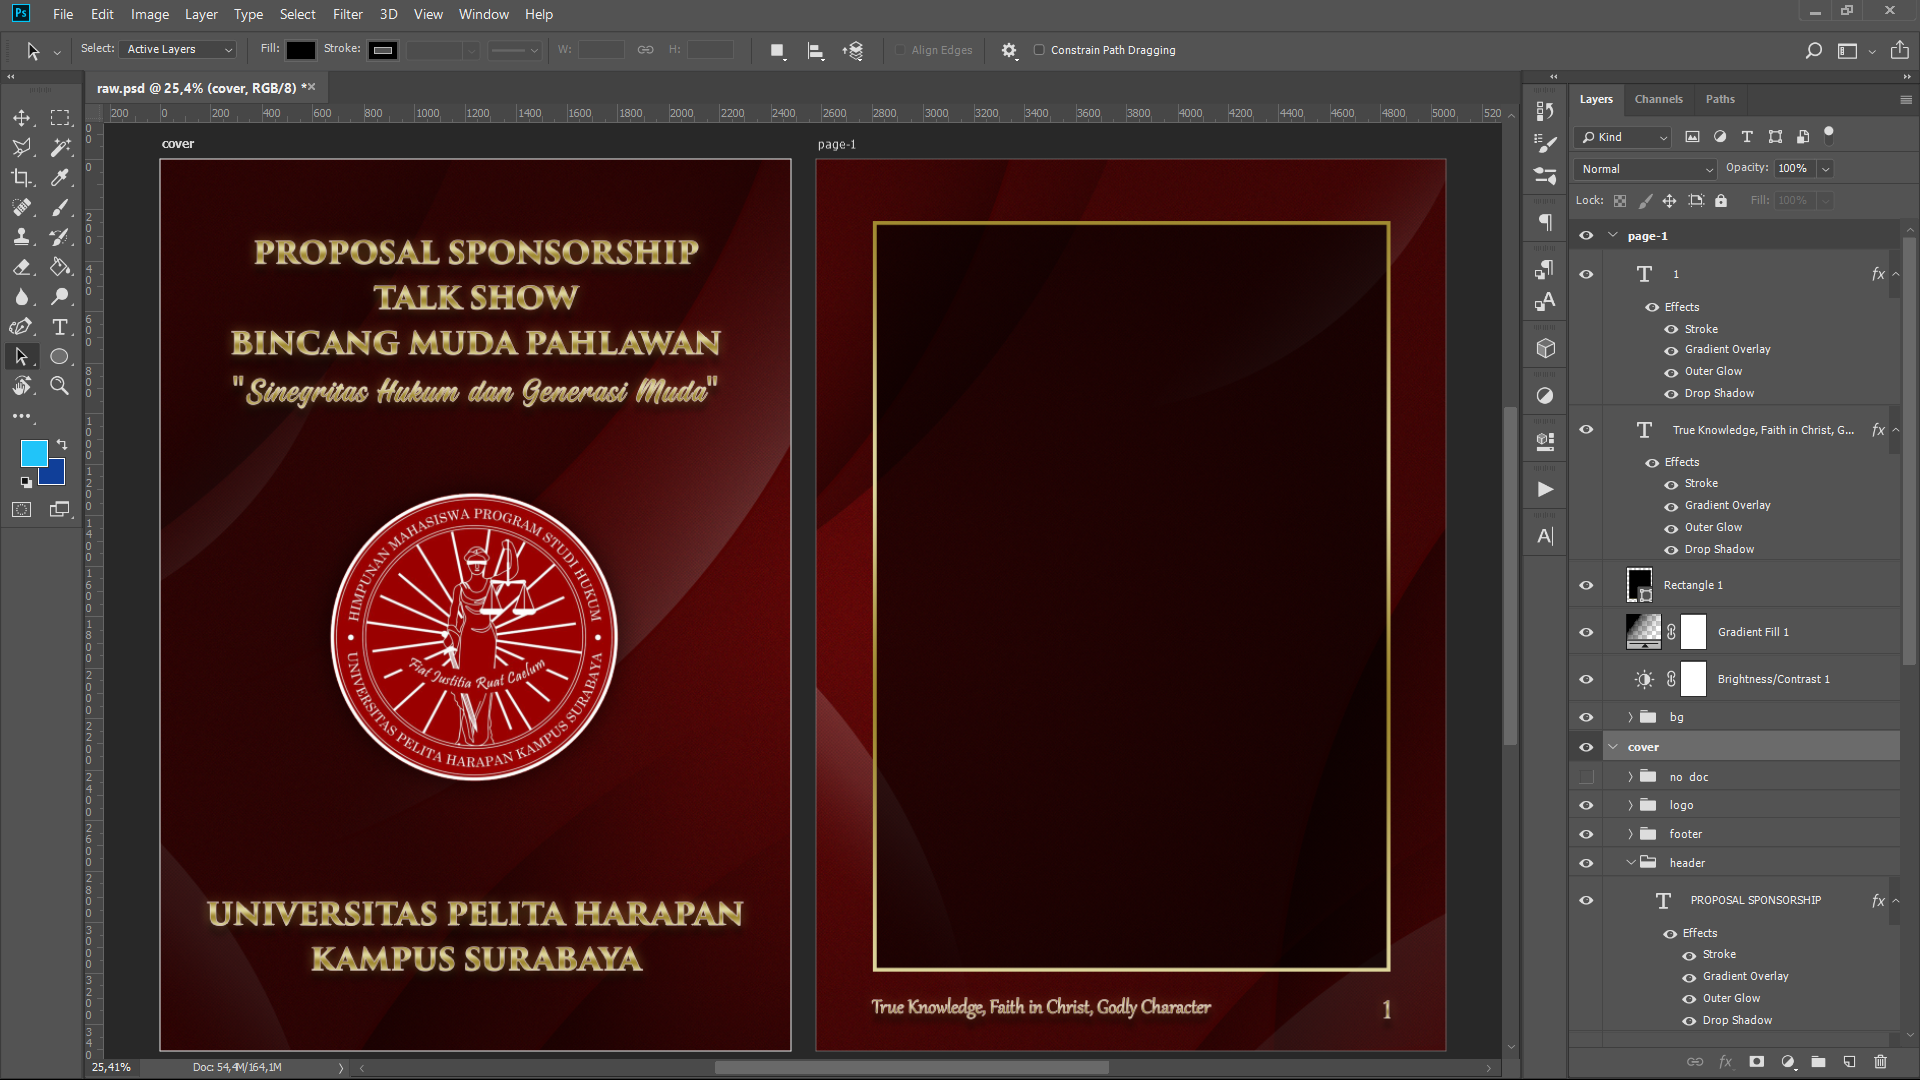 Ps File Edit Image Layer Type Select Filter 3D View Window Help
Select: Active Layers Fill: Stroke: W: H: Align Edges Constrain Path Dragging
raw.psd @ 25,4% (cover, RGB/8) *
200 0 200 400 600 800 1000 1200 1400 1600 1800 2000 2200 2400 2600 2800 3000 3200 3400 3600 3800 4000 4200 4400 4600 4800 5000 520
cover
PROPOSAL SPONSORSHIP
TALK SHOW
BINCANG MUDA PAHLAWAN
"Sinegritas Hukum dan Generasi Muda"
HIMPUNAN MAHASISWA PROGRAM STUDI HUKUM
Fiat Justitia Ruat Caelum
UNIVERSITAS PELITA HARAPAN KAMPUS SURABAYA
UNIVERSITAS PELITA HARAPAN
KAMPUS SURABAYA
page-1
True Knowledge, Faith in Christ, Godly Character
1
25,41% Doc: 54,4M/164,1M
Layers Channels Paths
Kind
Normal Opacity: 100%
Lock: Fill: 100%
page-1
1 fx
Effects
Stroke
Gradient Overlay
Outer Glow
Drop Shadow
True Knowledge, Faith in Christ, G... fx
Effects
Stroke
Gradient Overlay
Outer Glow
Drop Shadow
Rectangle 1
Gradient Fill 1
Brightness/Contrast 1
bg
cover
no doc
logo
footer
header
PROPOSAL SPONSORSHIP fx
Effects
Stroke
Gradient Overlay
Outer Glow
Drop Shadow